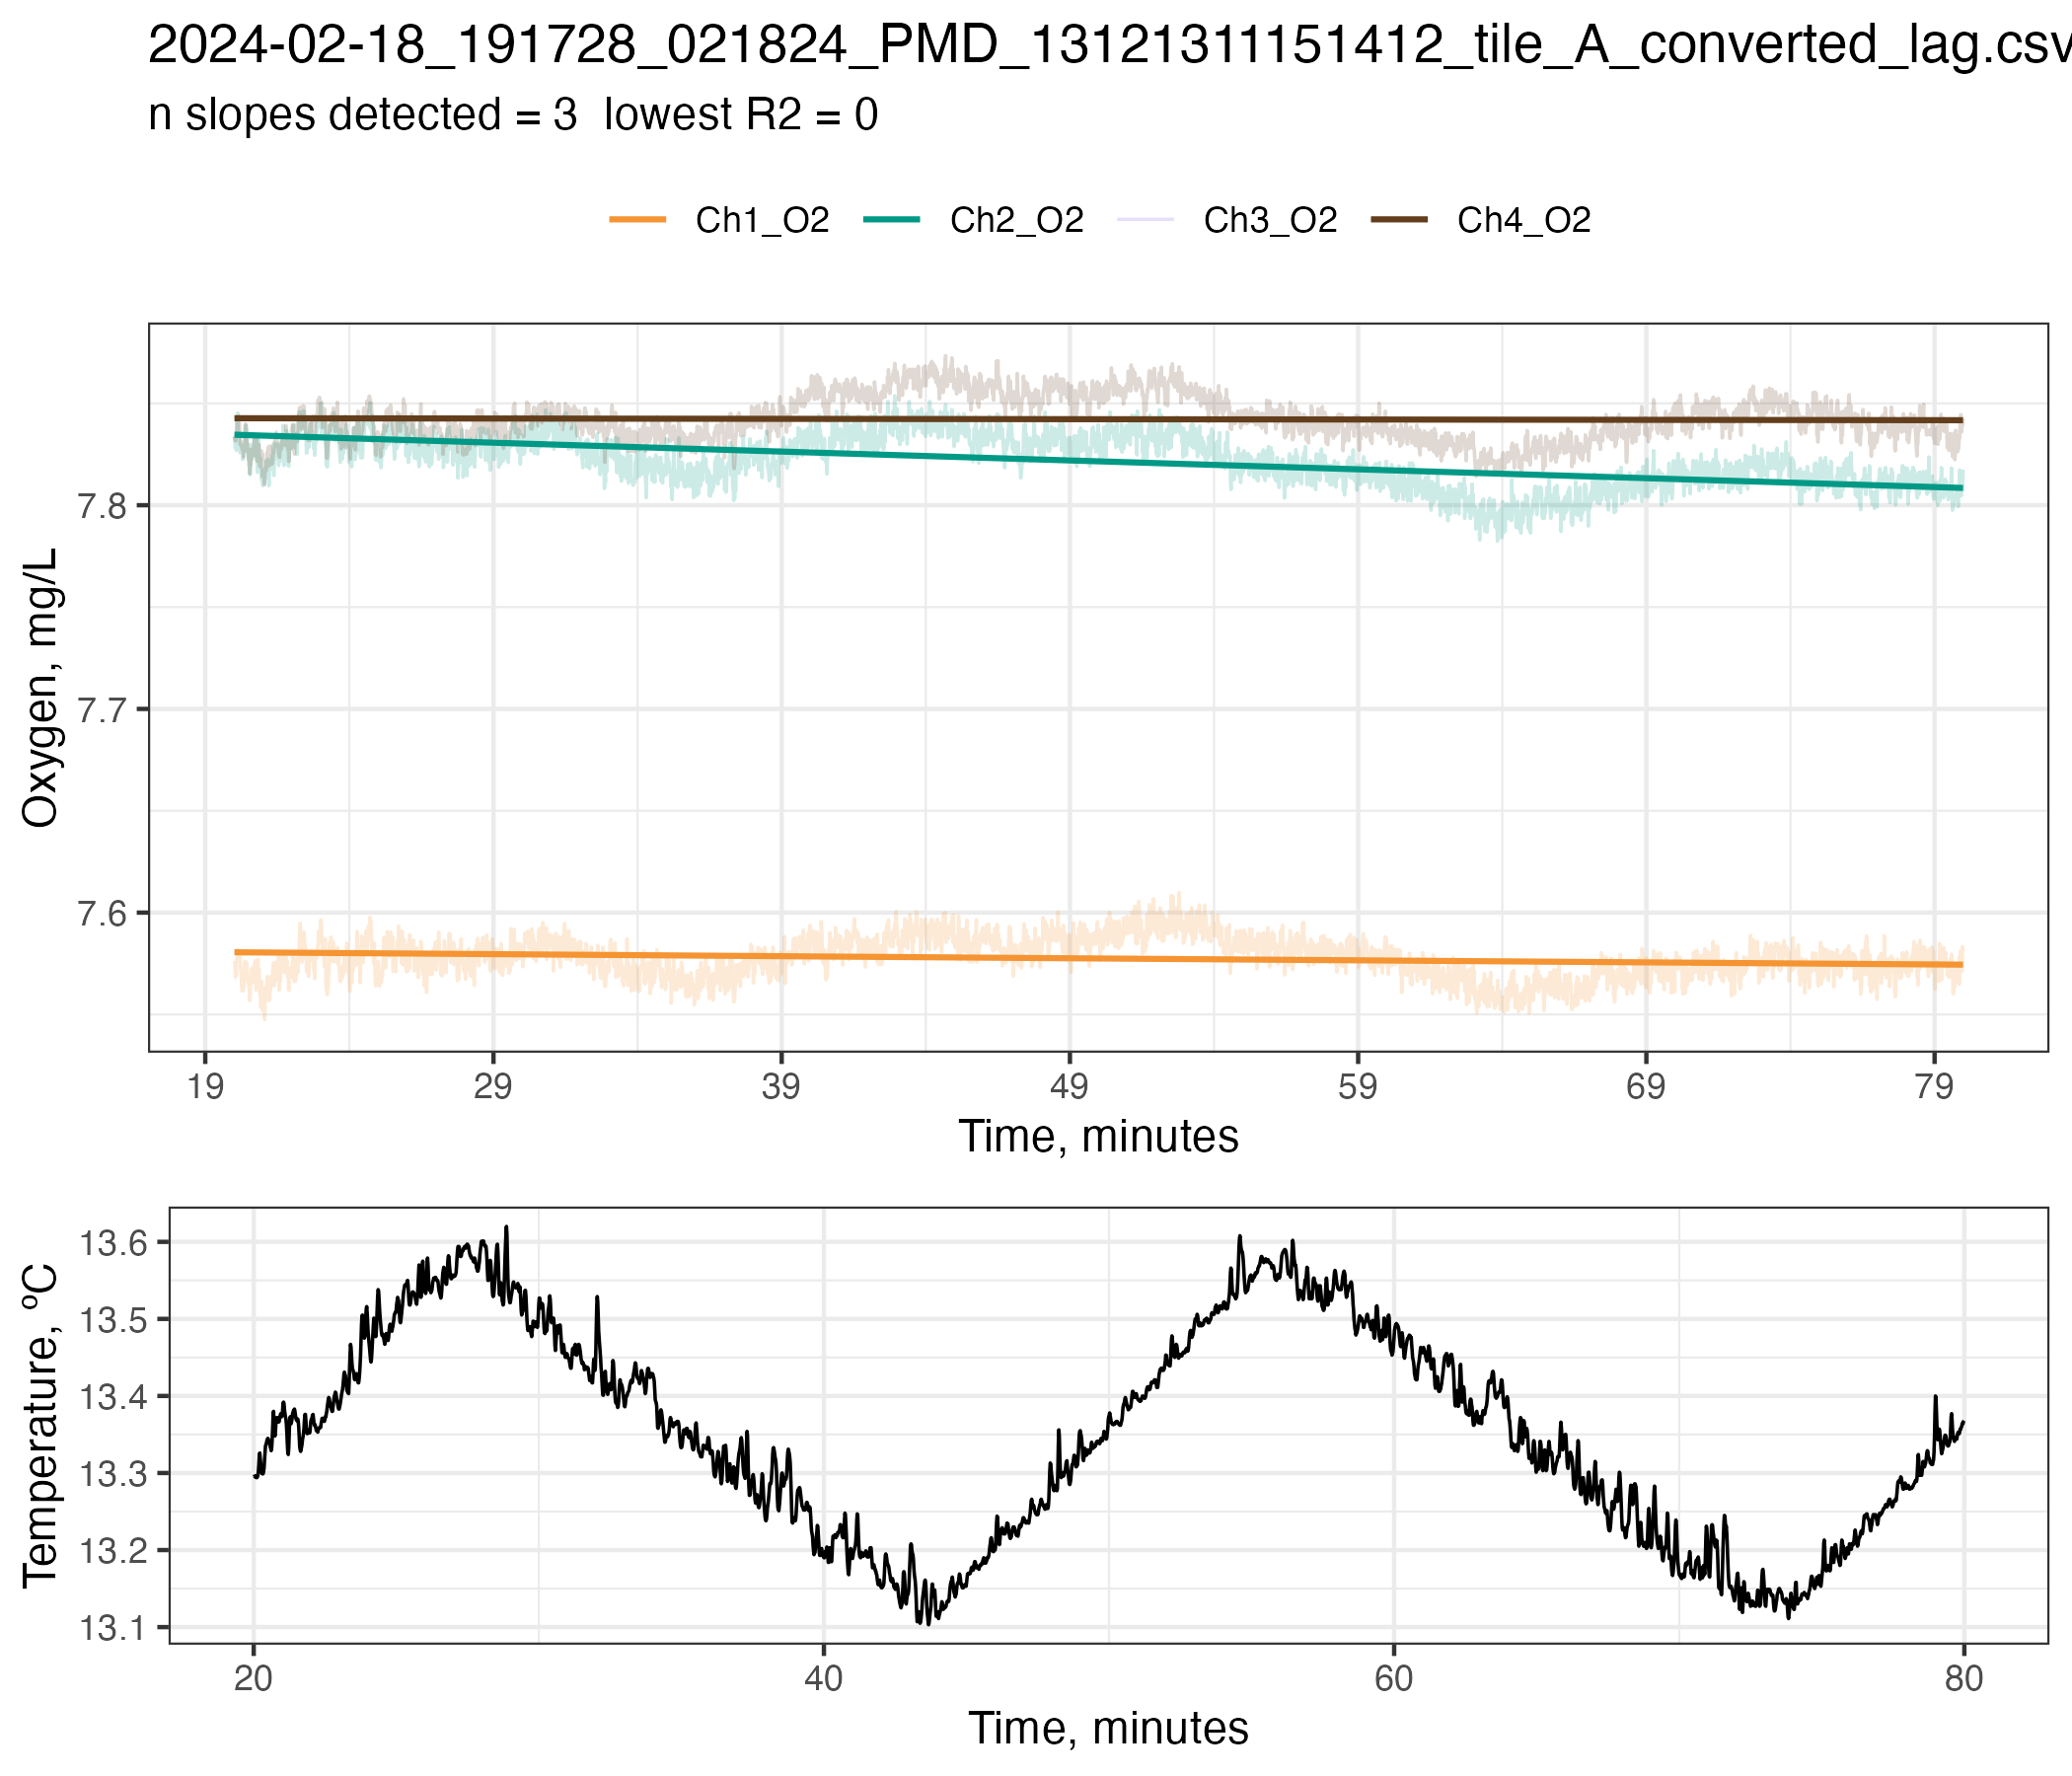 2024-02-18_191728_021824_PMD_13121311151412_tile_A_converted_lag.csv
n slopes detected = 3  lowest R2 = 0
Ch1_O2 Ch2_O2 Ch3_O2 Ch4_O2
Oxygen, mg/L
7.8
7.7
7.6
19 29 39 49 59 69 79
Time, minutes
Temperature, ºC
13.6
13.5
13.4
13.3
13.2
13.1
20 40 60 80
Time, minutes